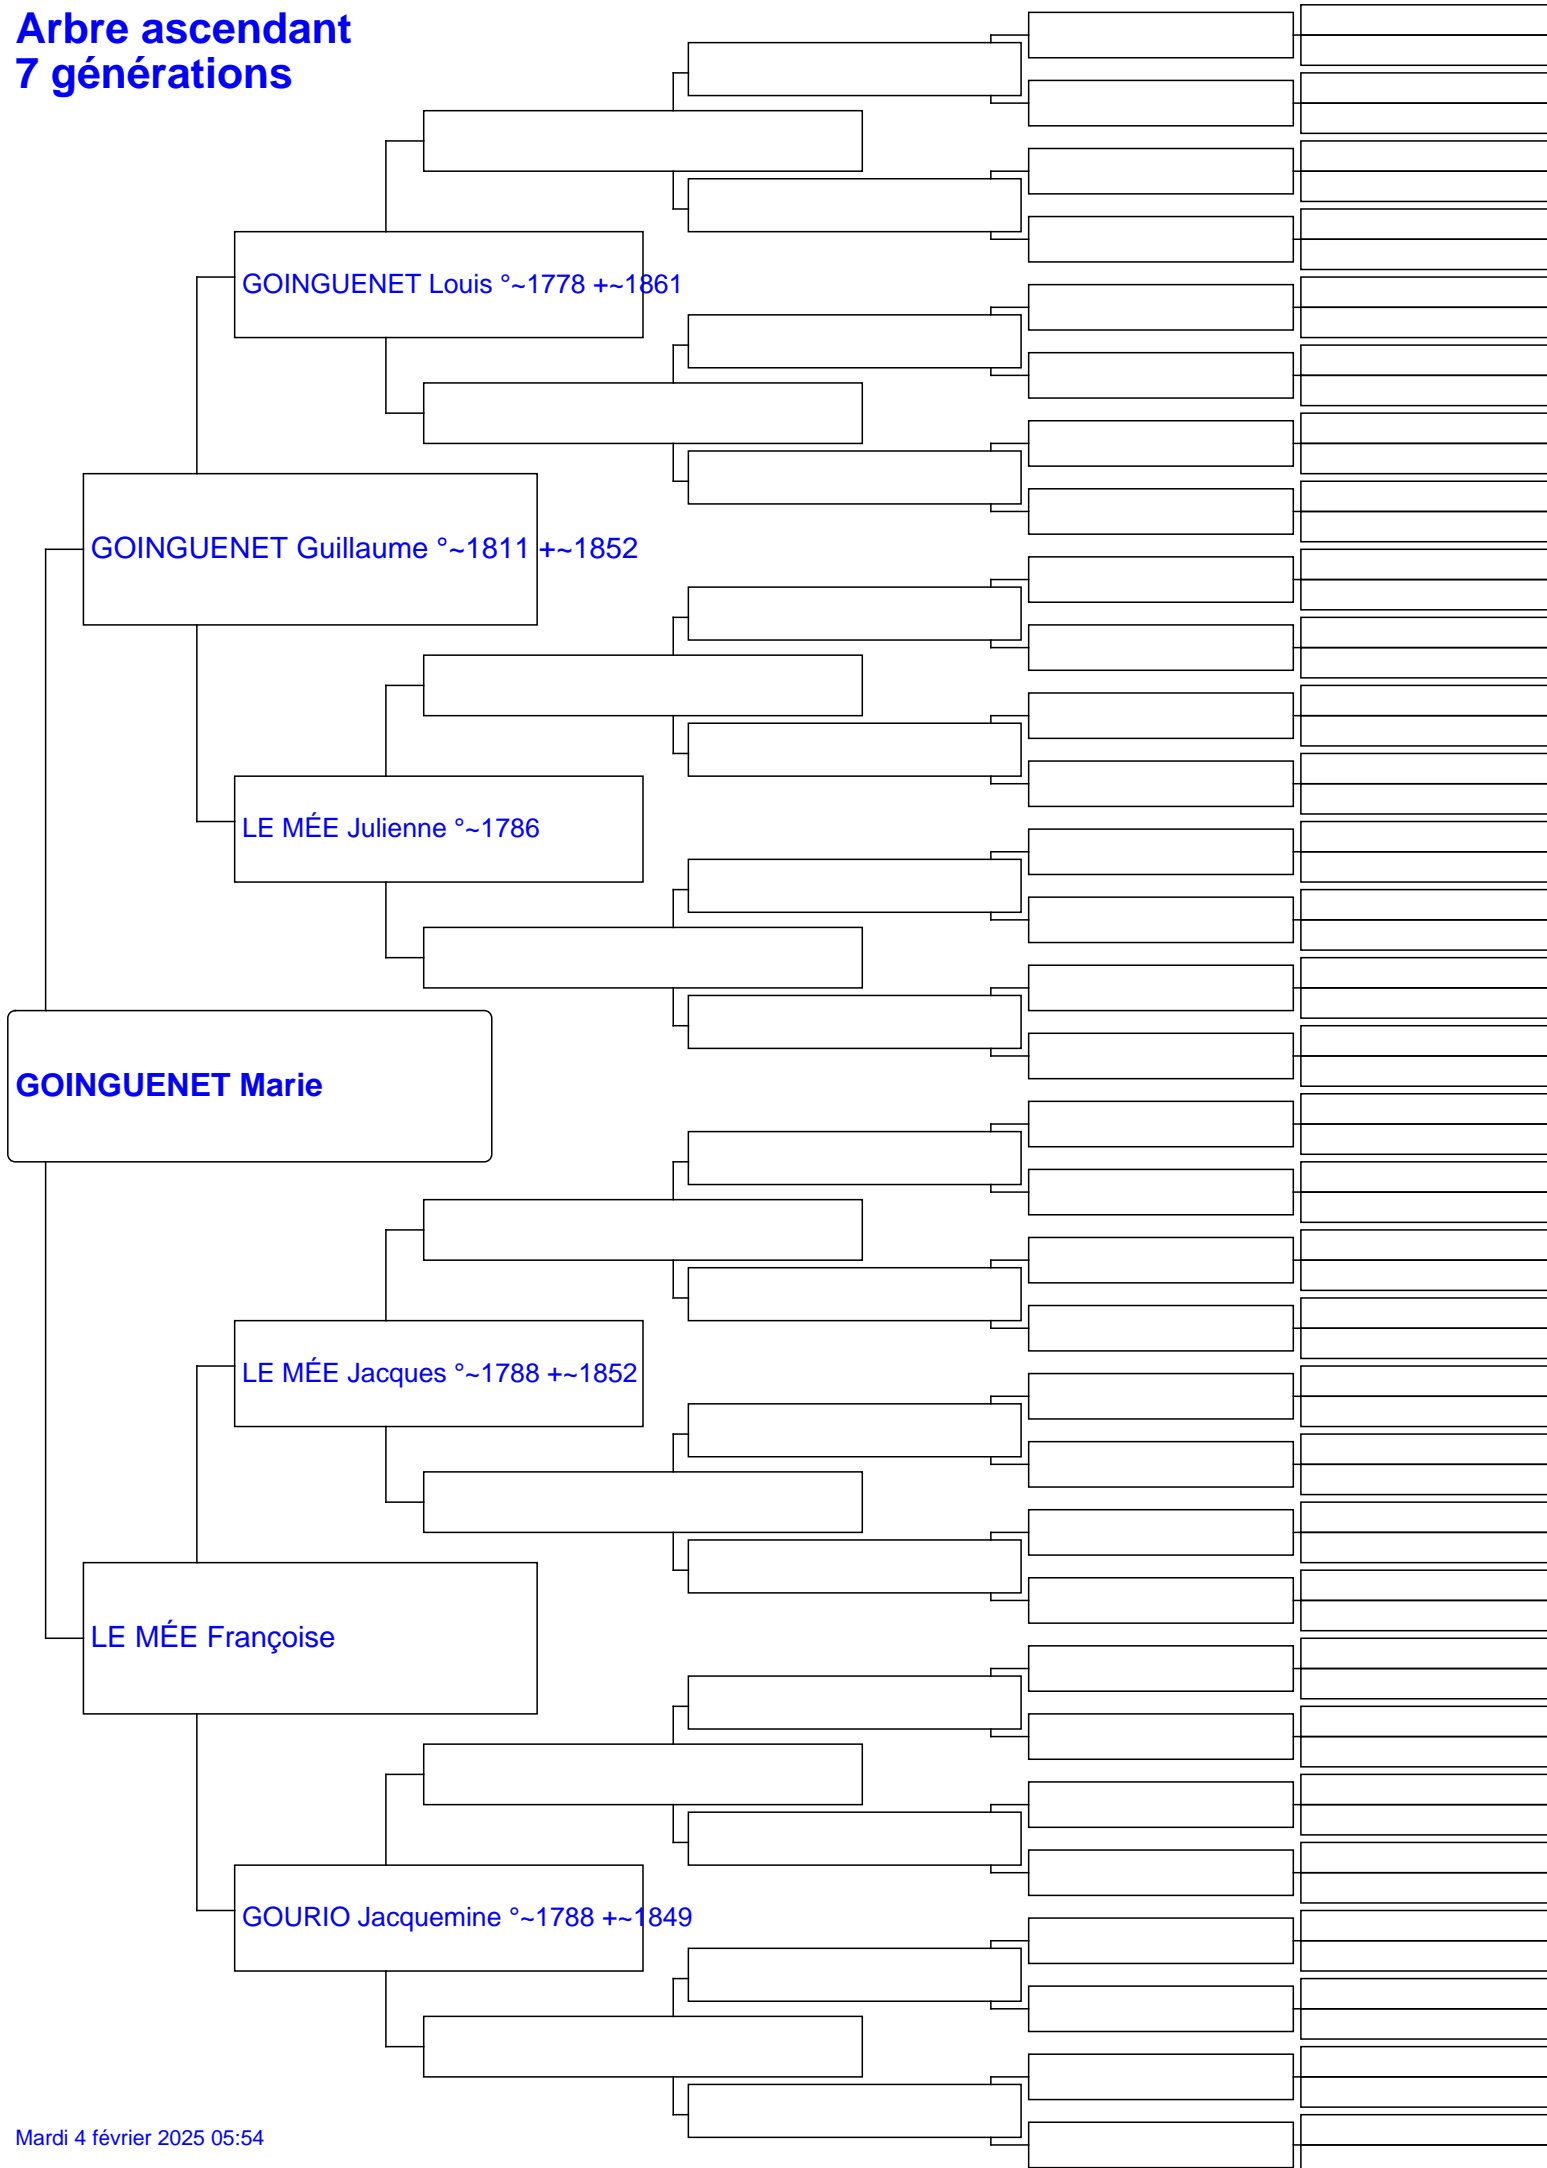 Arbre ascendant
7 générations
GOINGUENET Louis °~1778 +~1861
GOINGUENET Guillaume °~1811 +~1852
LE MÉE Julienne °~1786
GOINGUENET Marie
LE MÉE Jacques °~1788 +~1852
LE MÉE Françoise
GOURIO Jacquemine °~1788 +~1849
Mardi 4 février 2025 05:54